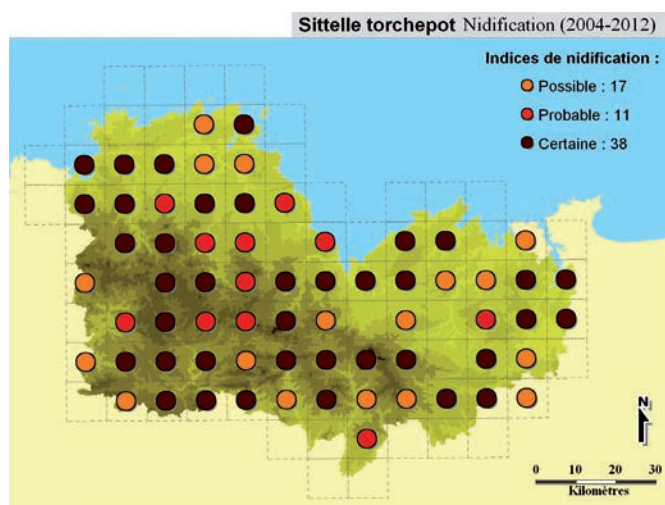 Sittelle torchepot Nidification (2004-2012)
Indices de nidification :
Possible : 17
Probable : 11
Certaine : 38
N
0 10 20 30
Kilomètres